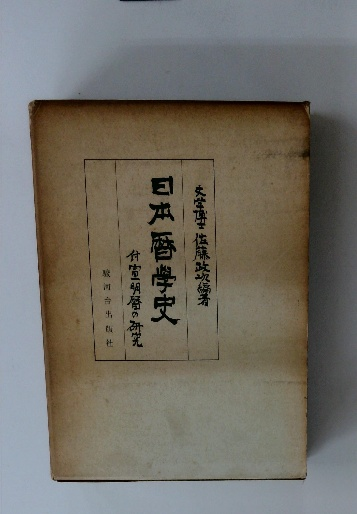 文学博士 佐藤政次編著
日本暦学史
付 宣明暦の研究
駿河台出版社